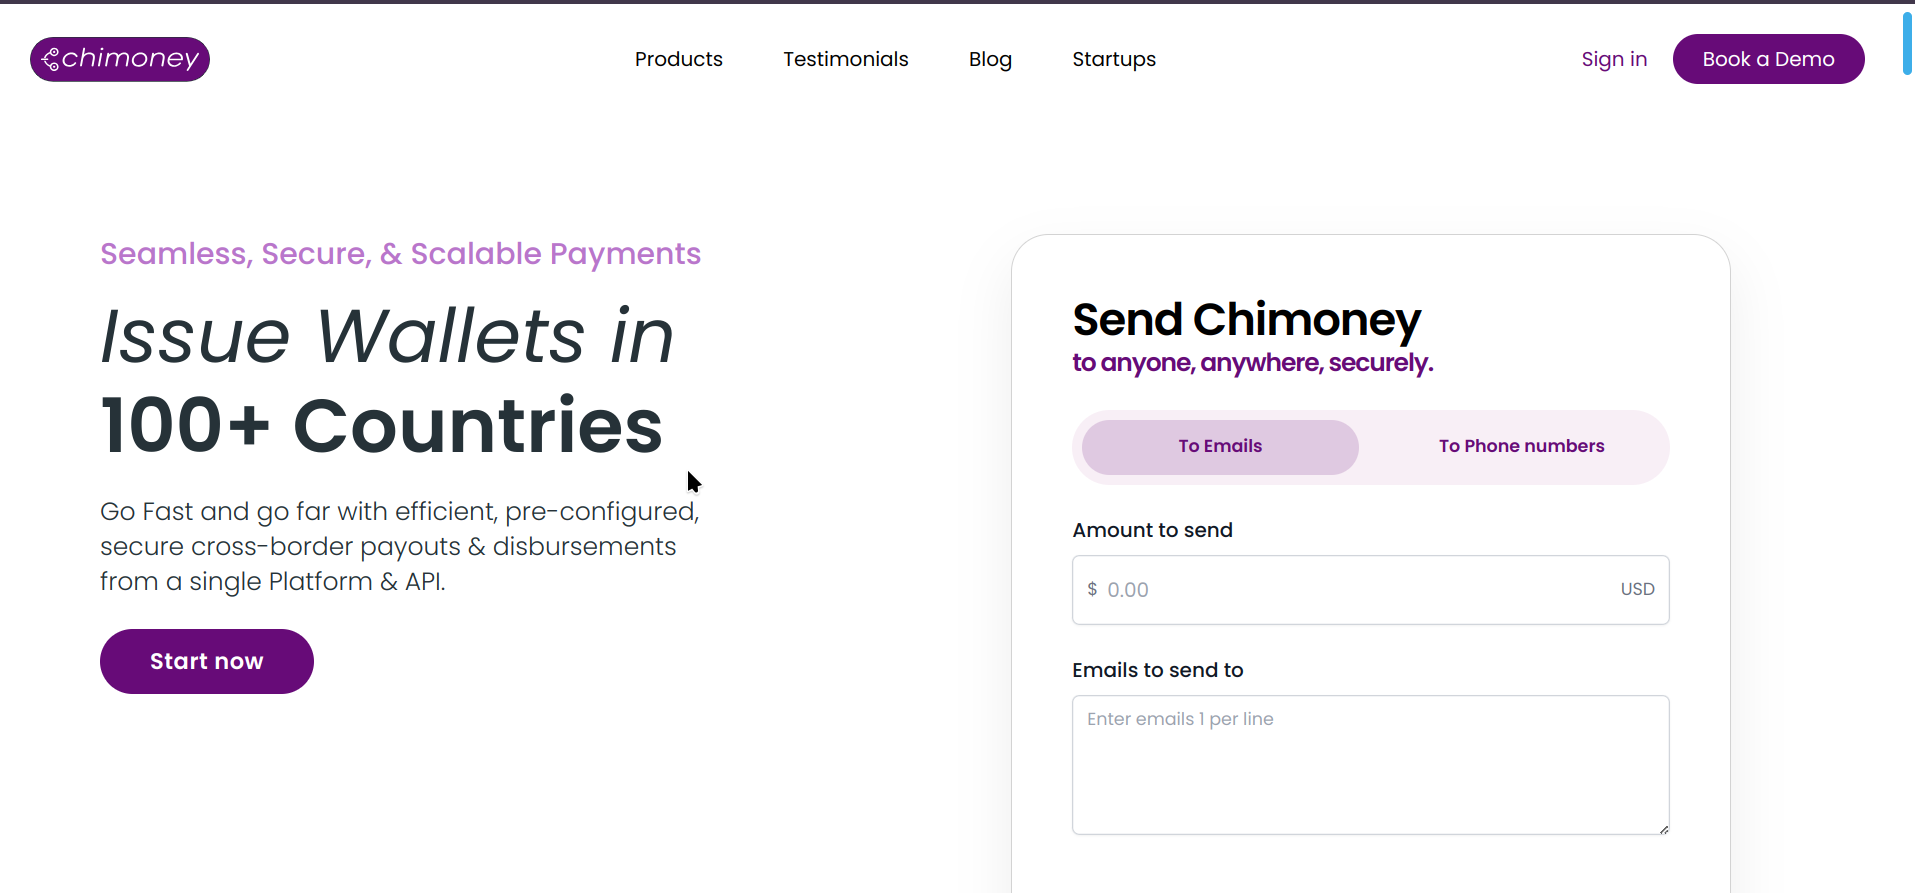 chimoney
Products
Testimonials
Blog
Startups
Sign in
Book a Demo
Seamless, Secure, & Scalable Payments
Issue Wallets in
100+ Countries
Go Fast and go far with efficient, pre-configured,
secure cross-border payouts & disbursements
from a single Platform & API.
Start now
Send Chimoney
to anyone, anywhere, securely.
To Emails
To Phone numbers
Amount to send
$ 0.00
USD
Emails to send to
Enter emails 1 per line